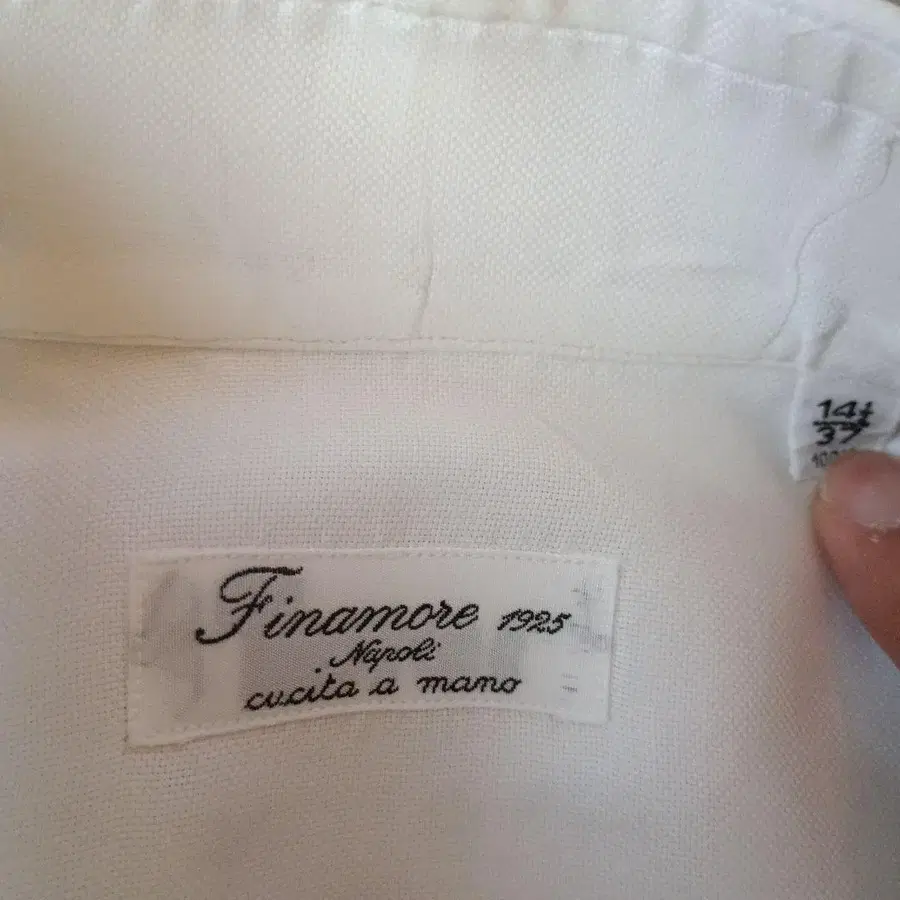 Finamore 1925
Napoli
cucita a mano
14½
37